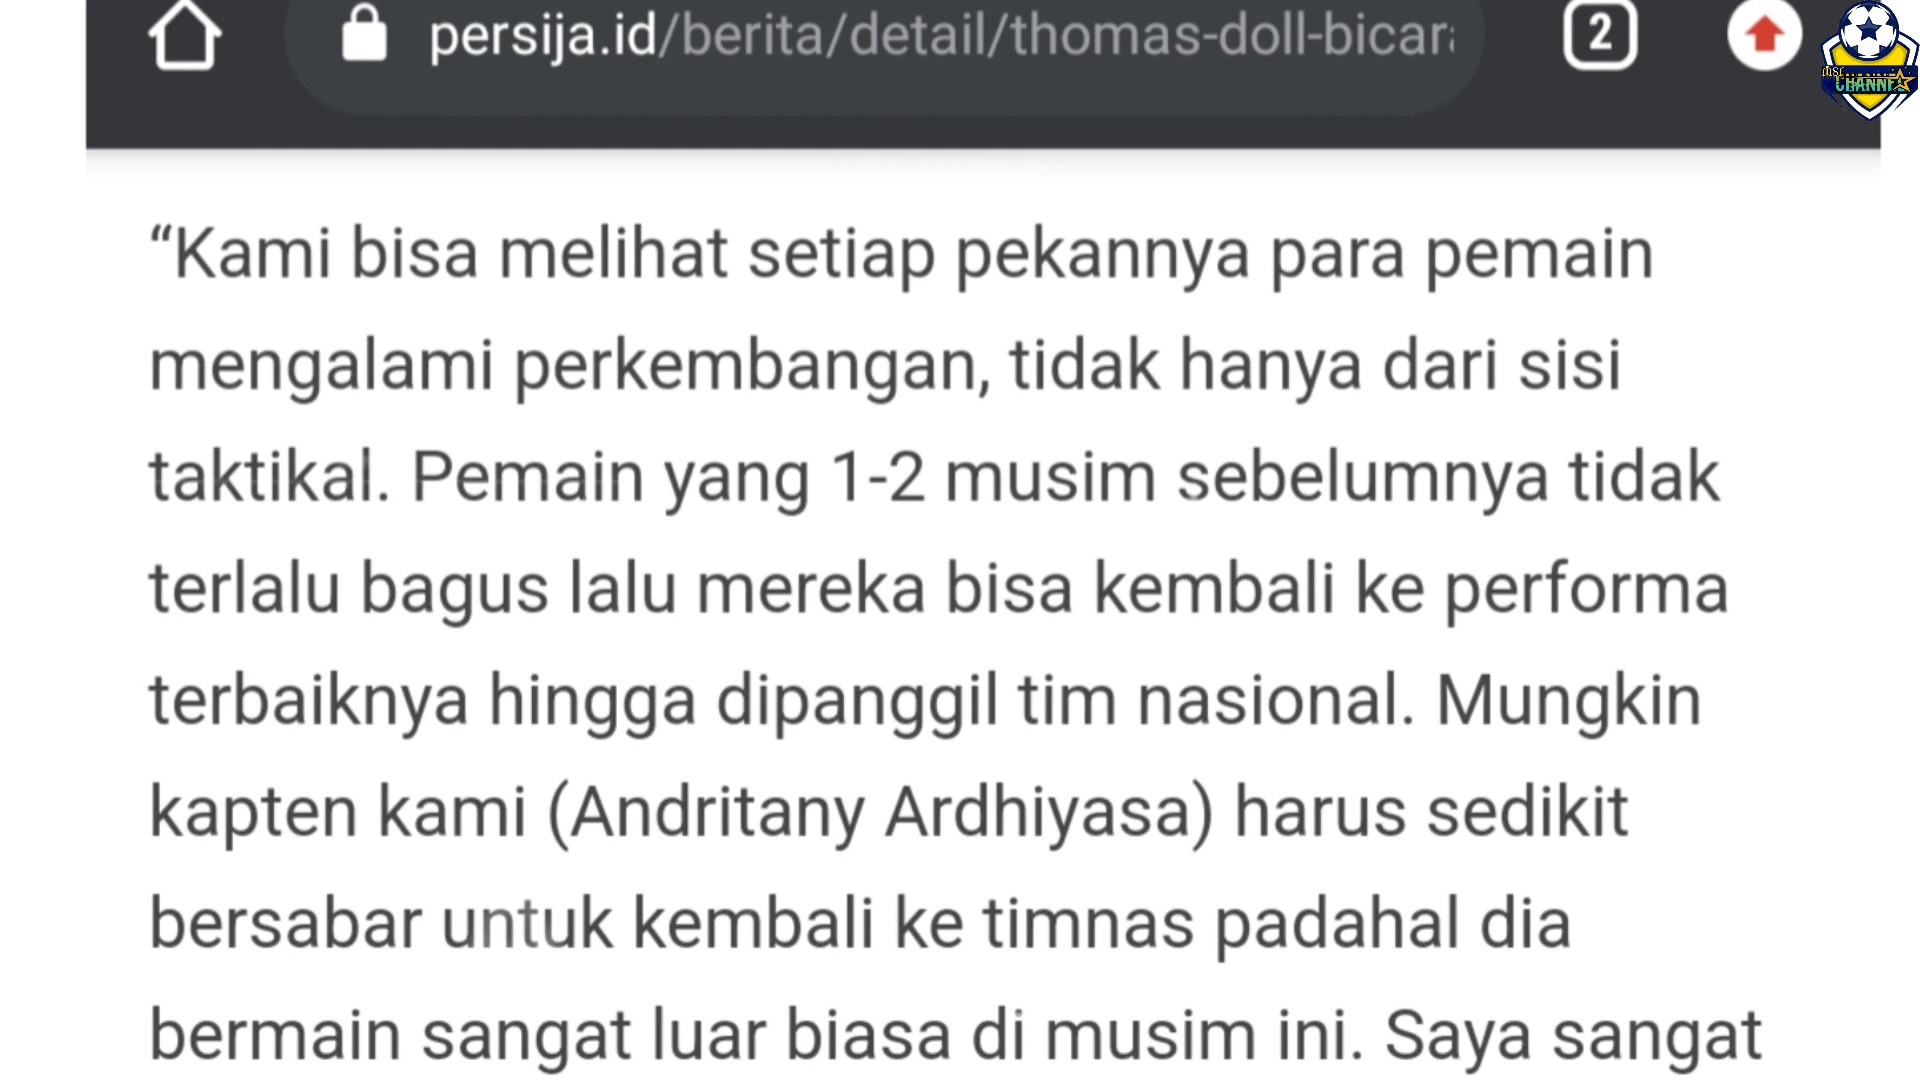 persija.id/berita/detail/thomas-doll-bicar
2
CHANNEL
“Kami bisa melihat setiap pekannya para pemain
mengalami perkembangan, tidak hanya dari sisi
taktikal. Pemain yang 1-2 musim sebelumnya tidak
terlalu bagus lalu mereka bisa kembali ke performa
terbaiknya hingga dipanggil tim nasional. Mungkin
kapten kami (Andritany Ardhiyasa) harus sedikit
bersabar untuk kembali ke timnas padahal dia
bermain sangat luar biasa di musim ini. Saya sangat